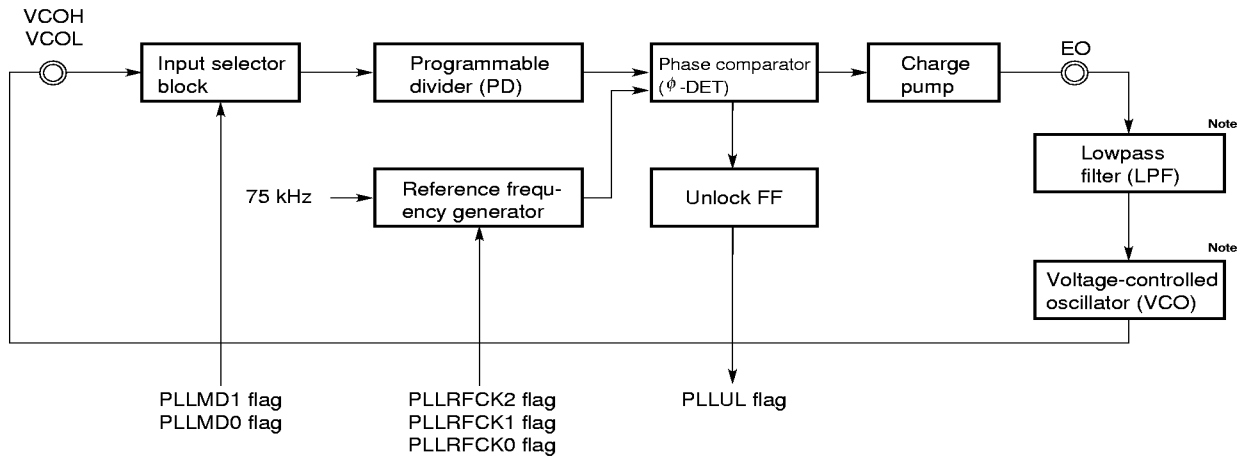 VCOH
VCOL
Input selector
block
Programmable
divider (PD)
Phase comparator
(ϕ-DET)
Charge
pump
EO
Note
Lowpass
filter (LPF)
75 kHz
Reference frequ-
ency generator
Unlock FF
Note
Voltage-controlled
oscillator (VCO)
PLLMD1 flag
PLLMD0 flag
PLLRFCK2 flag
PLLRFCK1 flag
PLLRFCK0 flag
PLLUL flag